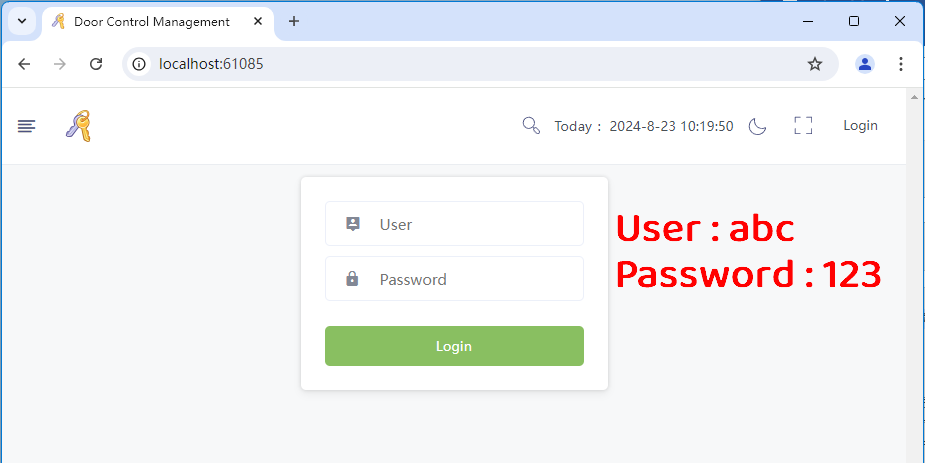 Door Control Management
localhost:61085
Today : 2024-8-23 10:19:50
Login
User
User : abc
Password
Password : 123
Login